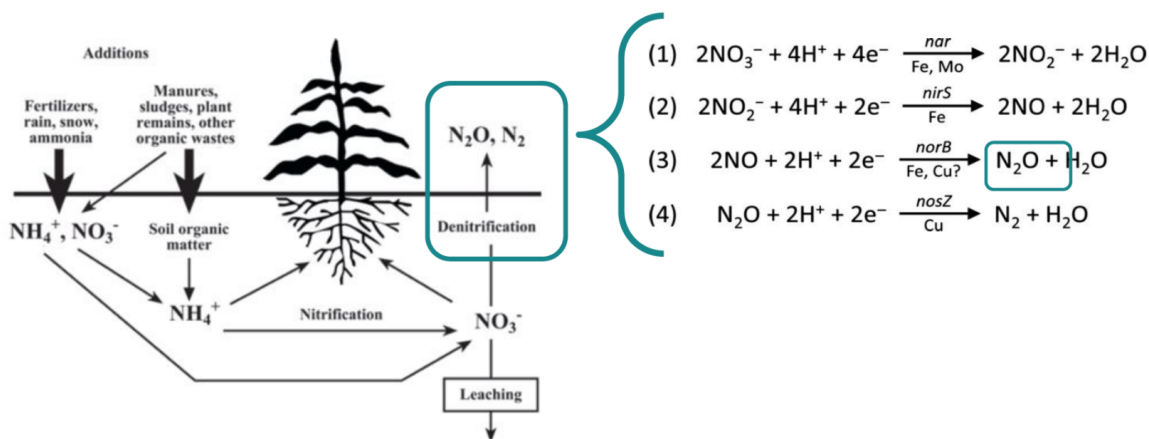 Additions
Fertilizers,
rain, snow,
ammonia
Manures,
sludges, plant
remains, other
organic wastes
N₂O, N₂
NH₄⁺, NO₃⁻
Soil organic
matter
Denitrification
NH₄⁺
Nitrification
NO₃⁻
Leaching
(1) 2NO₃⁻ + 4H⁺ + 4e⁻ nar Fe, Mo 2NO₂⁻ + 2H₂O
(2) 2NO₂⁻ + 4H⁺ + 2e⁻ nirS Fe 2NO + 2H₂O
(3) 2NO + 2H⁺ + 2e⁻ norB Fe, Cu? N₂O + H₂O
(4) N₂O + 2H⁺ + 2e⁻ nosZ Cu N₂ + H₂O